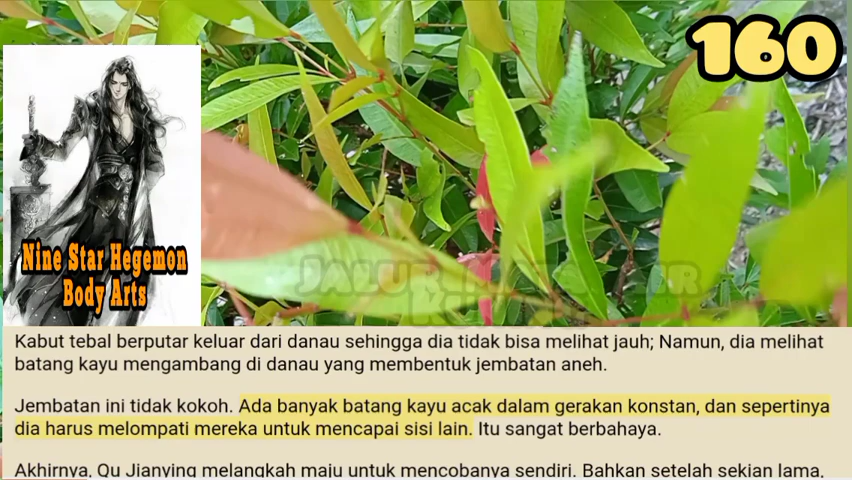 160
Nine Star Hegemon
Body Arts
Kabut tebal berputar keluar dari danau sehingga dia tidak bisa melihat jauh; Namun, dia melihat
batang kayu mengambang di danau yang membentuk jembatan aneh.
Jembatan ini tidak kokoh. Ada banyak batang kayu acak dalam gerakan konstan, dan sepertinya
dia harus melompati mereka untuk mencapai sisi lain. Itu sangat berbahaya.
Akhirnya, Qu Jianying melangkah maju untuk mencobanya sendiri. Bahkan setelah sekian lama,